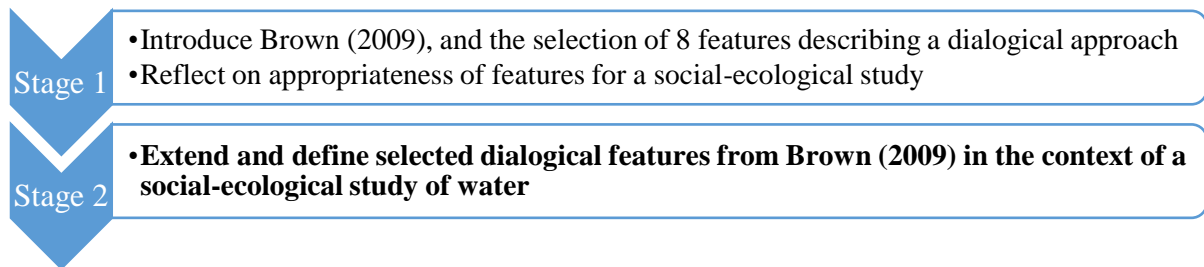 Stage 1
•Introduce Brown (2009), and the selection of 8 features describing a dialogical approach
•Reflect on appropriateness of features for a social-ecological study
Stage 2
•Extend and define selected dialogical features from Brown (2009) in the context of a
social-ecological study of water